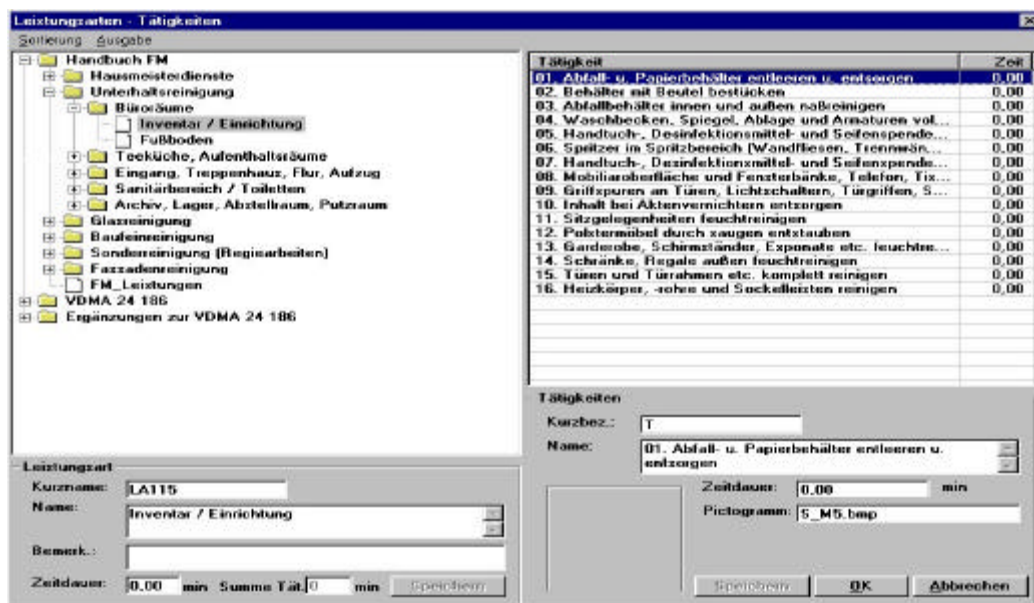 Leistungsarten - Tätigkeiten
Sortierung Ausgabe
Handbuch FM
Hausmeisterdienste
Unterhaltsreinigung
Büroräume
Inventar / Einrichtung
Fußboden
Teeküche, Aufenthaltsräume
Eingang, Treppenhaus, Flur, Aufzug
Sanitärbereich / Toiletten
Archiv, Lager, Abstellraum, Putzraum
Glasreinigung
Baufeinreinigung
Sonderreinigung (Regiearbeiten)
Fassadenreinigung
FM_Leistungen
VDMA 24 186
Ergänzungen zur VDMA 24 186
Leistungsart
Kurzname: LA115
Name: Inventar / Einrichtung
Bemerk.:
Zeitdauer: 0.00 min Summe Tät. 0 min Speichern
Tätigkeit Zeit
01. Abfall- u. Papierbehälter entleeren u. entsorgen 0,00
02. Behälter mit Beutel bestücken 0,00
03. Abfallbehälter innen und außen naßreinigen 0,00
04. Waschbecken, Spiegel, Ablage und Armaturen vol... 0,00
05. Handtuch-, Desinfektionsmittel- und Seifenspende... 0,00
06. Spritzer im Spritzbereich (Wandfliesen, Trennwän... 0,00
07. Handtuch-, Desinfektionsmittel- und Seifenspende... 0,00
08. Mobiliaroberfläche und Fensterbänke, Telefon, Tis... 0,00
09. Griffspuren an Türen, Lichtschaltern, Türgriffen, S... 0,00
10. Inhalt bei Aktenvernichtern entsorgen 0,00
11. Sitzgelegenheiten feuchtreinigen 0,00
12. Polstermöbel durch saugen entstauben 0,00
13. Garderobe, Schirmständer, Exponate etc. feuchtre... 0,00
14. Schränke, Regale außen feuchtreinigen 0,00
15. Türen und Türrahmen etc. komplett reinigen 0,00
16. Heizkörper, -rohre und Sockelleisten reinigen 0,00
Tätigkeiten
Kurzbez.: T
Name: 01. Abfall- u. Papierbehälter entleeren u.
entsorgen
Zeitdauer: 0.00 min
Pictogramm: S_M5.bmp
Speichern OK Abbrechen